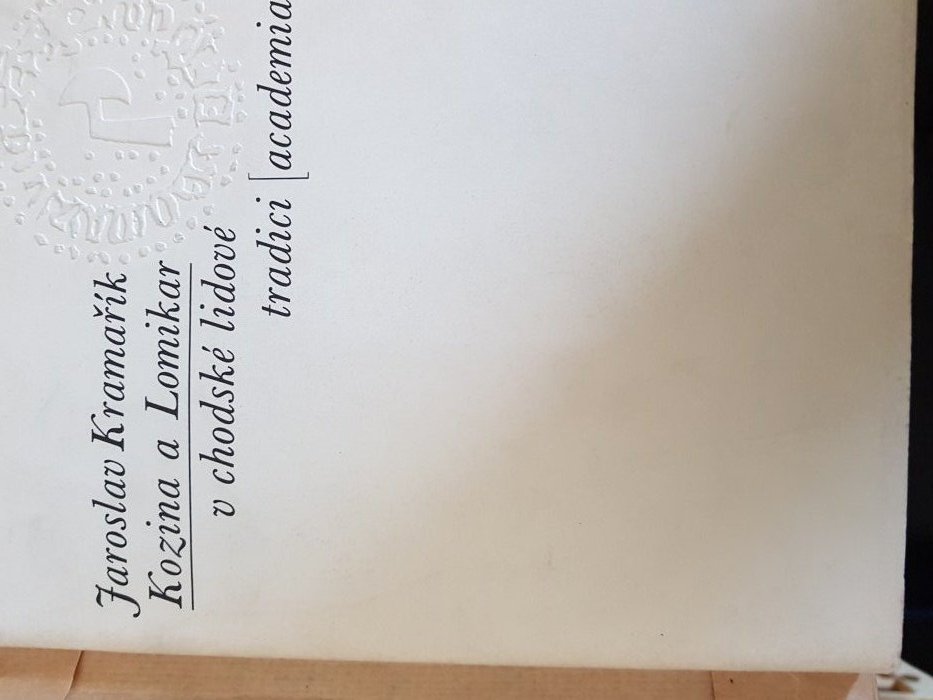 Jaroslav Kramařík
Kozina a Lomikar
v chodské lidové
tradici [academia